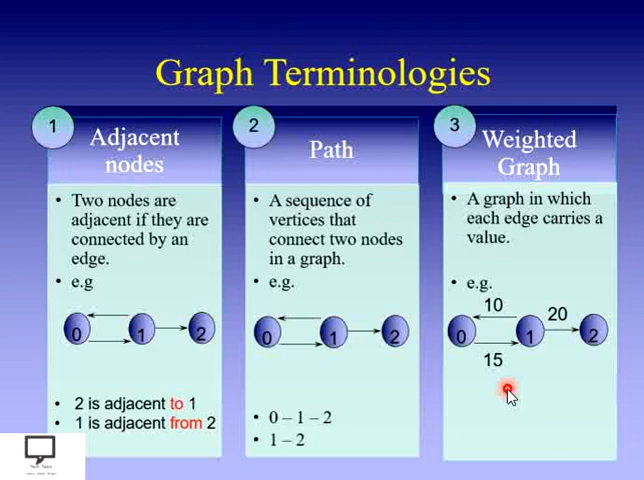 Graph Terminologies
1
Adjacent
nodes
• Two nodes are
adjacent if they are
connected by an
edge.
• e.g
0 1 2
2 is adjacent to 1
1 is adjacent from 2
2
Path
• A sequence of
vertices that
connect two nodes
in a graph.
• e.g.
0 1 2
• 0 – 1 – 2
• 1 – 2
3
Weighted
Graph
• A graph in which
each edge carries a
value.
• e.g.
10
20
0 1 2
15